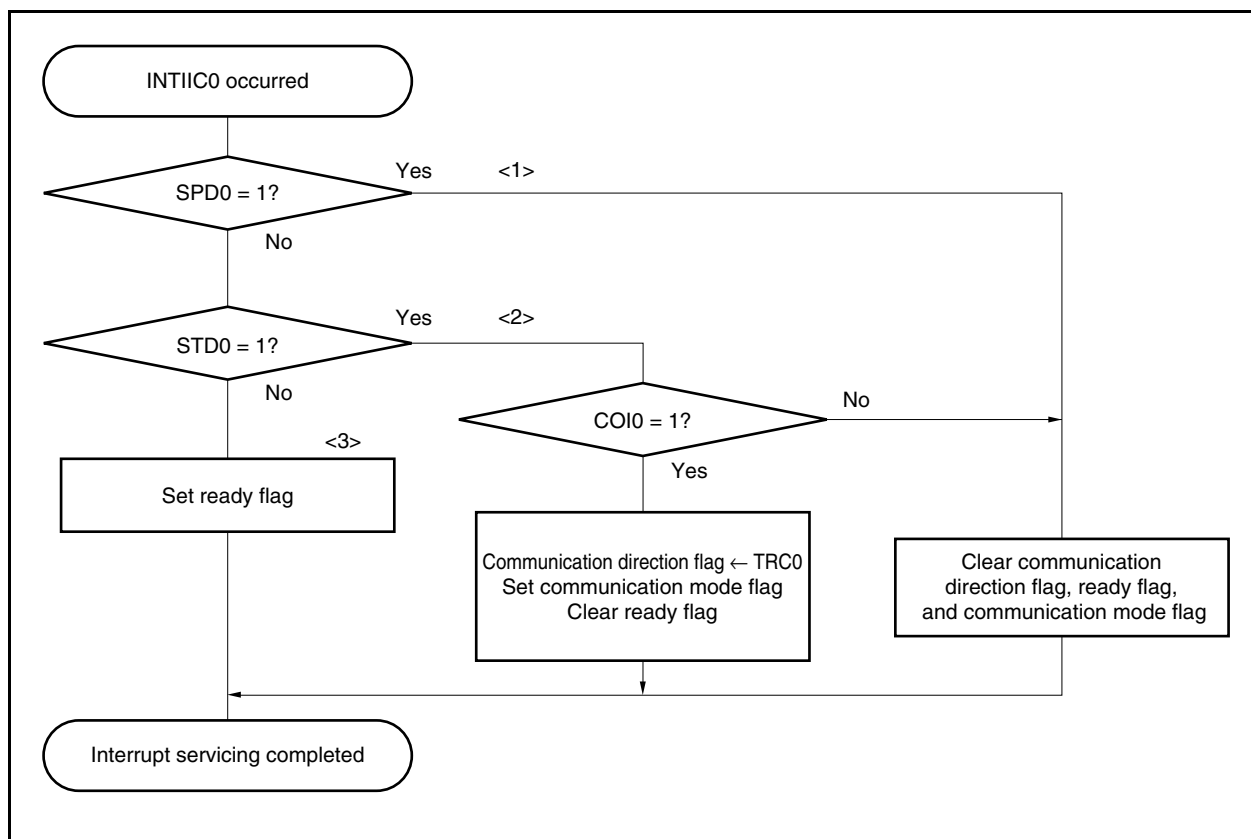 INTIIC0 occurred
Yes <1>
SPD0 = 1?
No
Yes <2>
STD0 = 1?
No
COI0 = 1?
No
Yes
<3>
Set ready flag
Communication direction flag ← TRC0
Set communication mode flag
Clear ready flag
Clear communication
direction flag, ready flag,
and communication mode flag
Interrupt servicing completed